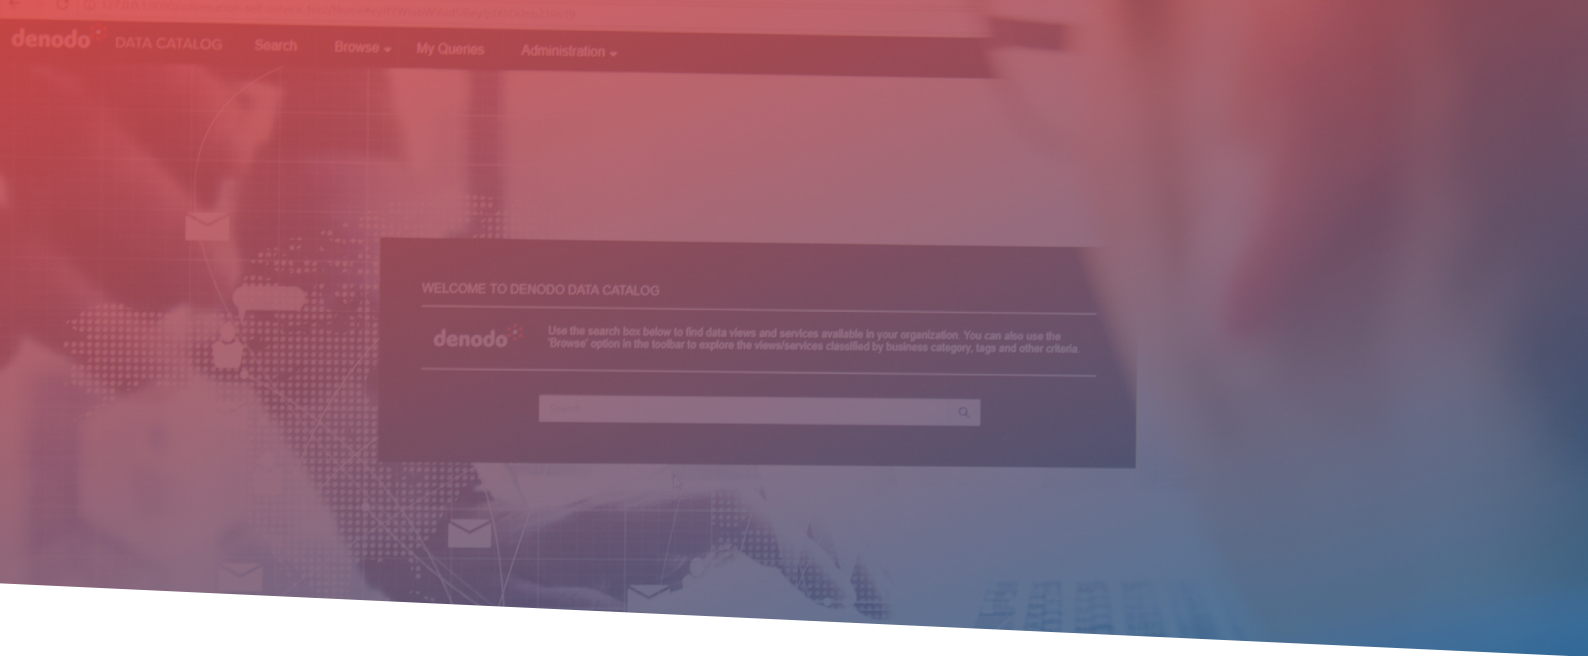 denodo DATA CATALOG Search Browse My Queries Administration
WELCOME TO DENODO DATA CATALOG
denodo
Use the search box below to find data views and services available in your organization. You can also use the
'Browse' option in the toolbar to explore the views/services classified by business category, tags and other criteria.